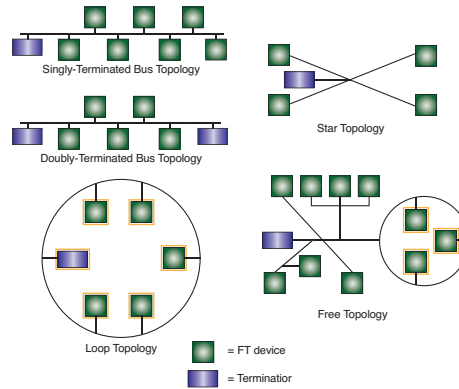 Singly-Terminated Bus Topology
Star Topology
Doubly-Terminated Bus Topology
Loop Topology
Free Topology
= FT device
= Terminatior